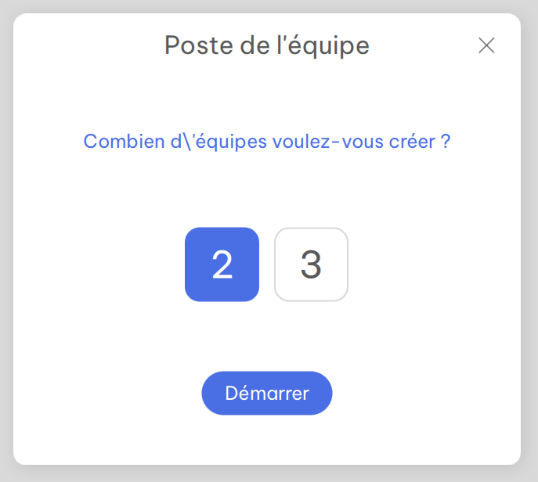 Poste de l'équipe
Combien d\'équipes voulez-vous créer ?
2 3
Démarrer